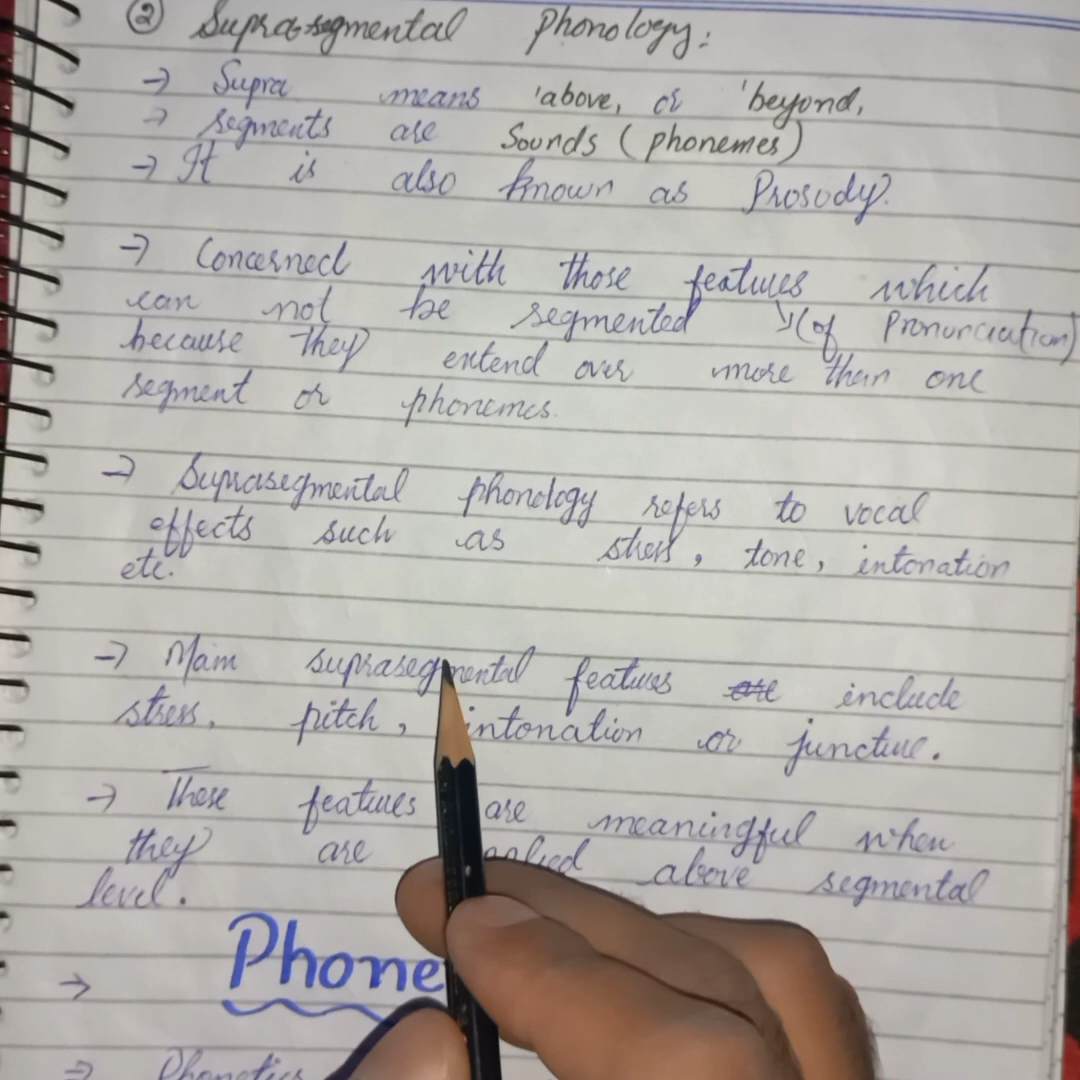 ② Suprasegmental Phonology:
→ Supra means 'above, or 'beyond,
→ segments are Sounds (phonemes)
→ It is also known as Prosody.
→ Concerned with those features which
can not be segmented ↘(of Pronunciation)
because they extend over more than one
segment or phonemes.
→ Suprasegmental phonology refers to vocal
effects such as stress, tone, intonation
etc.
→ Main suprasegmental features include
stress, pitch, intonation or juncture.
→ These features are meaningful when
they are above segmental
level.
→ Phone
→ Phonetics